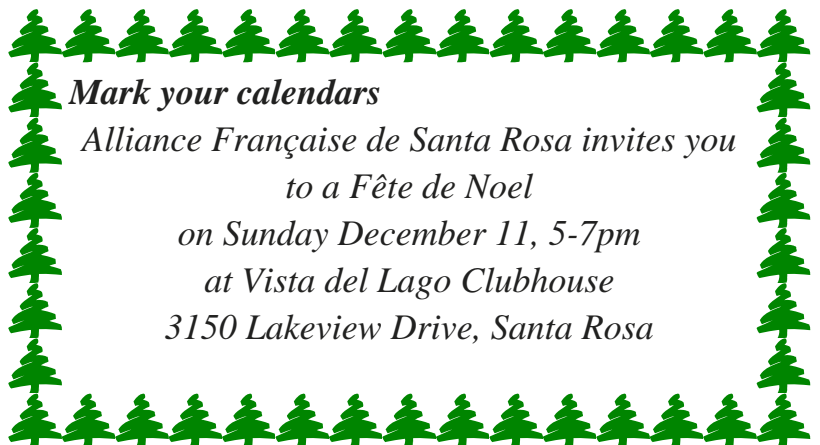 Mark your calendars
Alliance Française de Santa Rosa invites you
to a Fête de Noel
on Sunday December 11, 5-7pm
at Vista del Lago Clubhouse
3150 Lakeview Drive, Santa Rosa